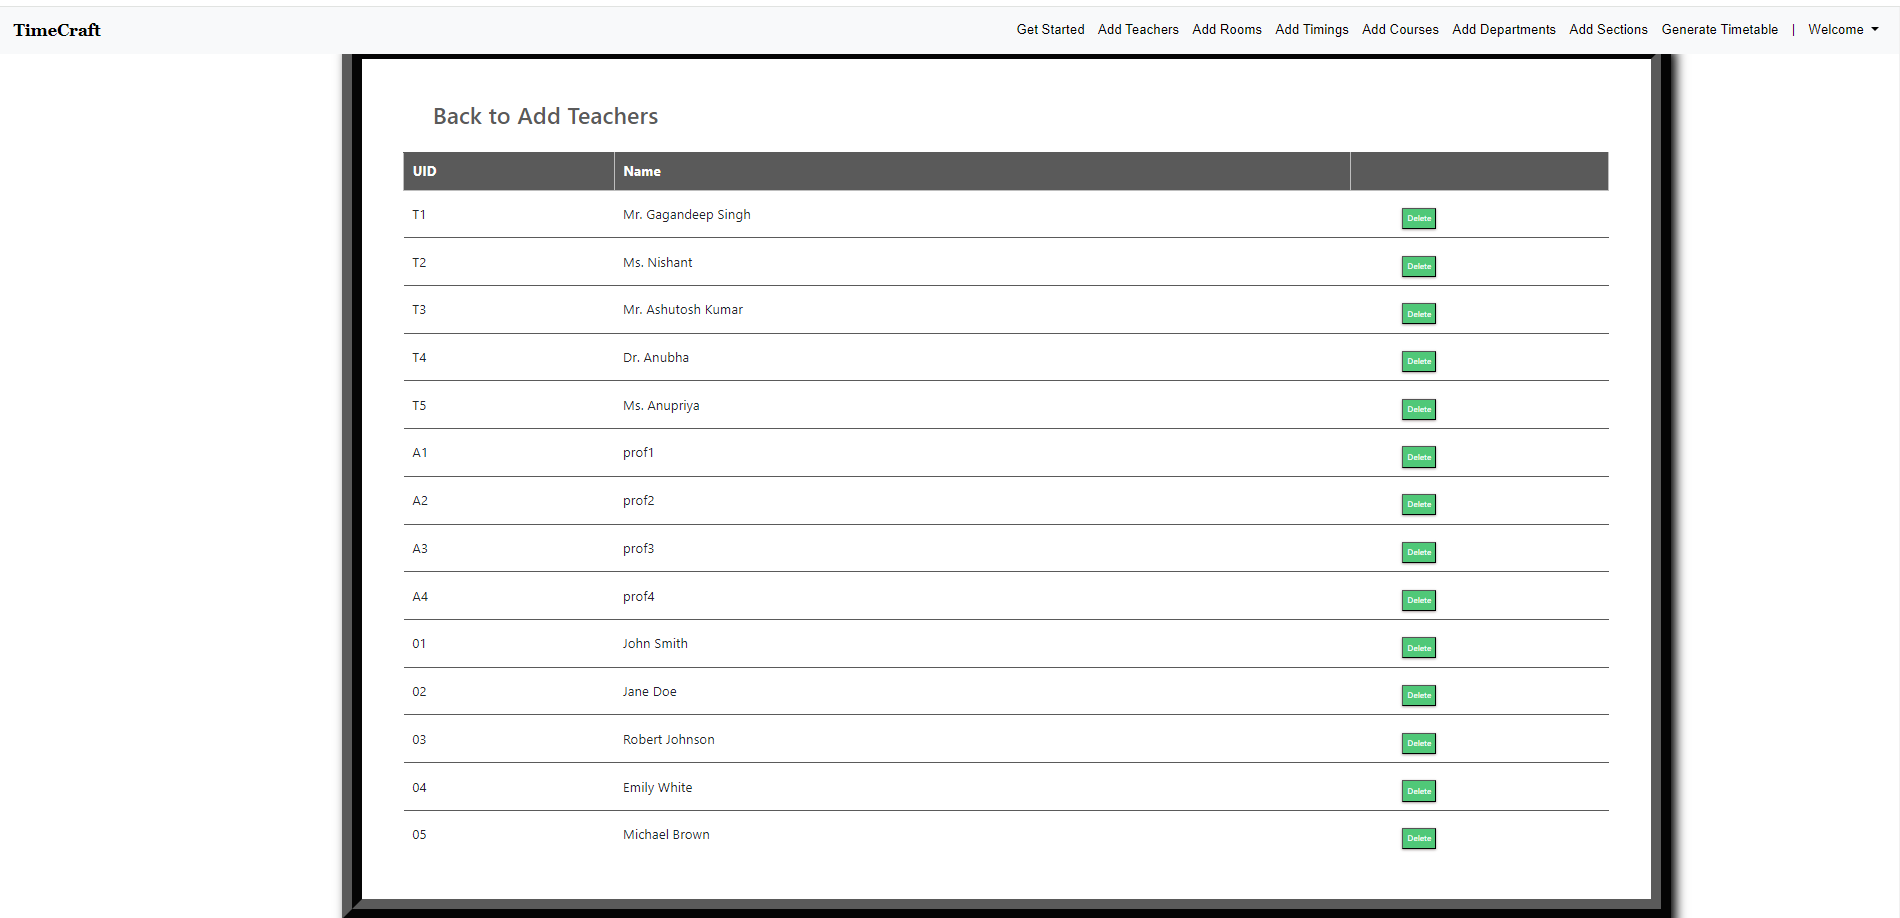 TimeCraft Get Started Add Teachers Add Rooms Add Timings Add Courses Add Departments Add Sections Generate Timetable | Welcome
Back to Add Teachers
UID Name
T1 Mr. Gagandeep Singh Delete
T2 Ms. Nishant Delete
T3 Mr. Ashutosh Kumar Delete
T4 Dr. Anubha Delete
T5 Ms. Anupriya Delete
A1 prof1 Delete
A2 prof2 Delete
A3 prof3 Delete
A4 prof4 Delete
01 John Smith Delete
02 Jane Doe Delete
03 Robert Johnson Delete
04 Emily White Delete
05 Michael Brown Delete